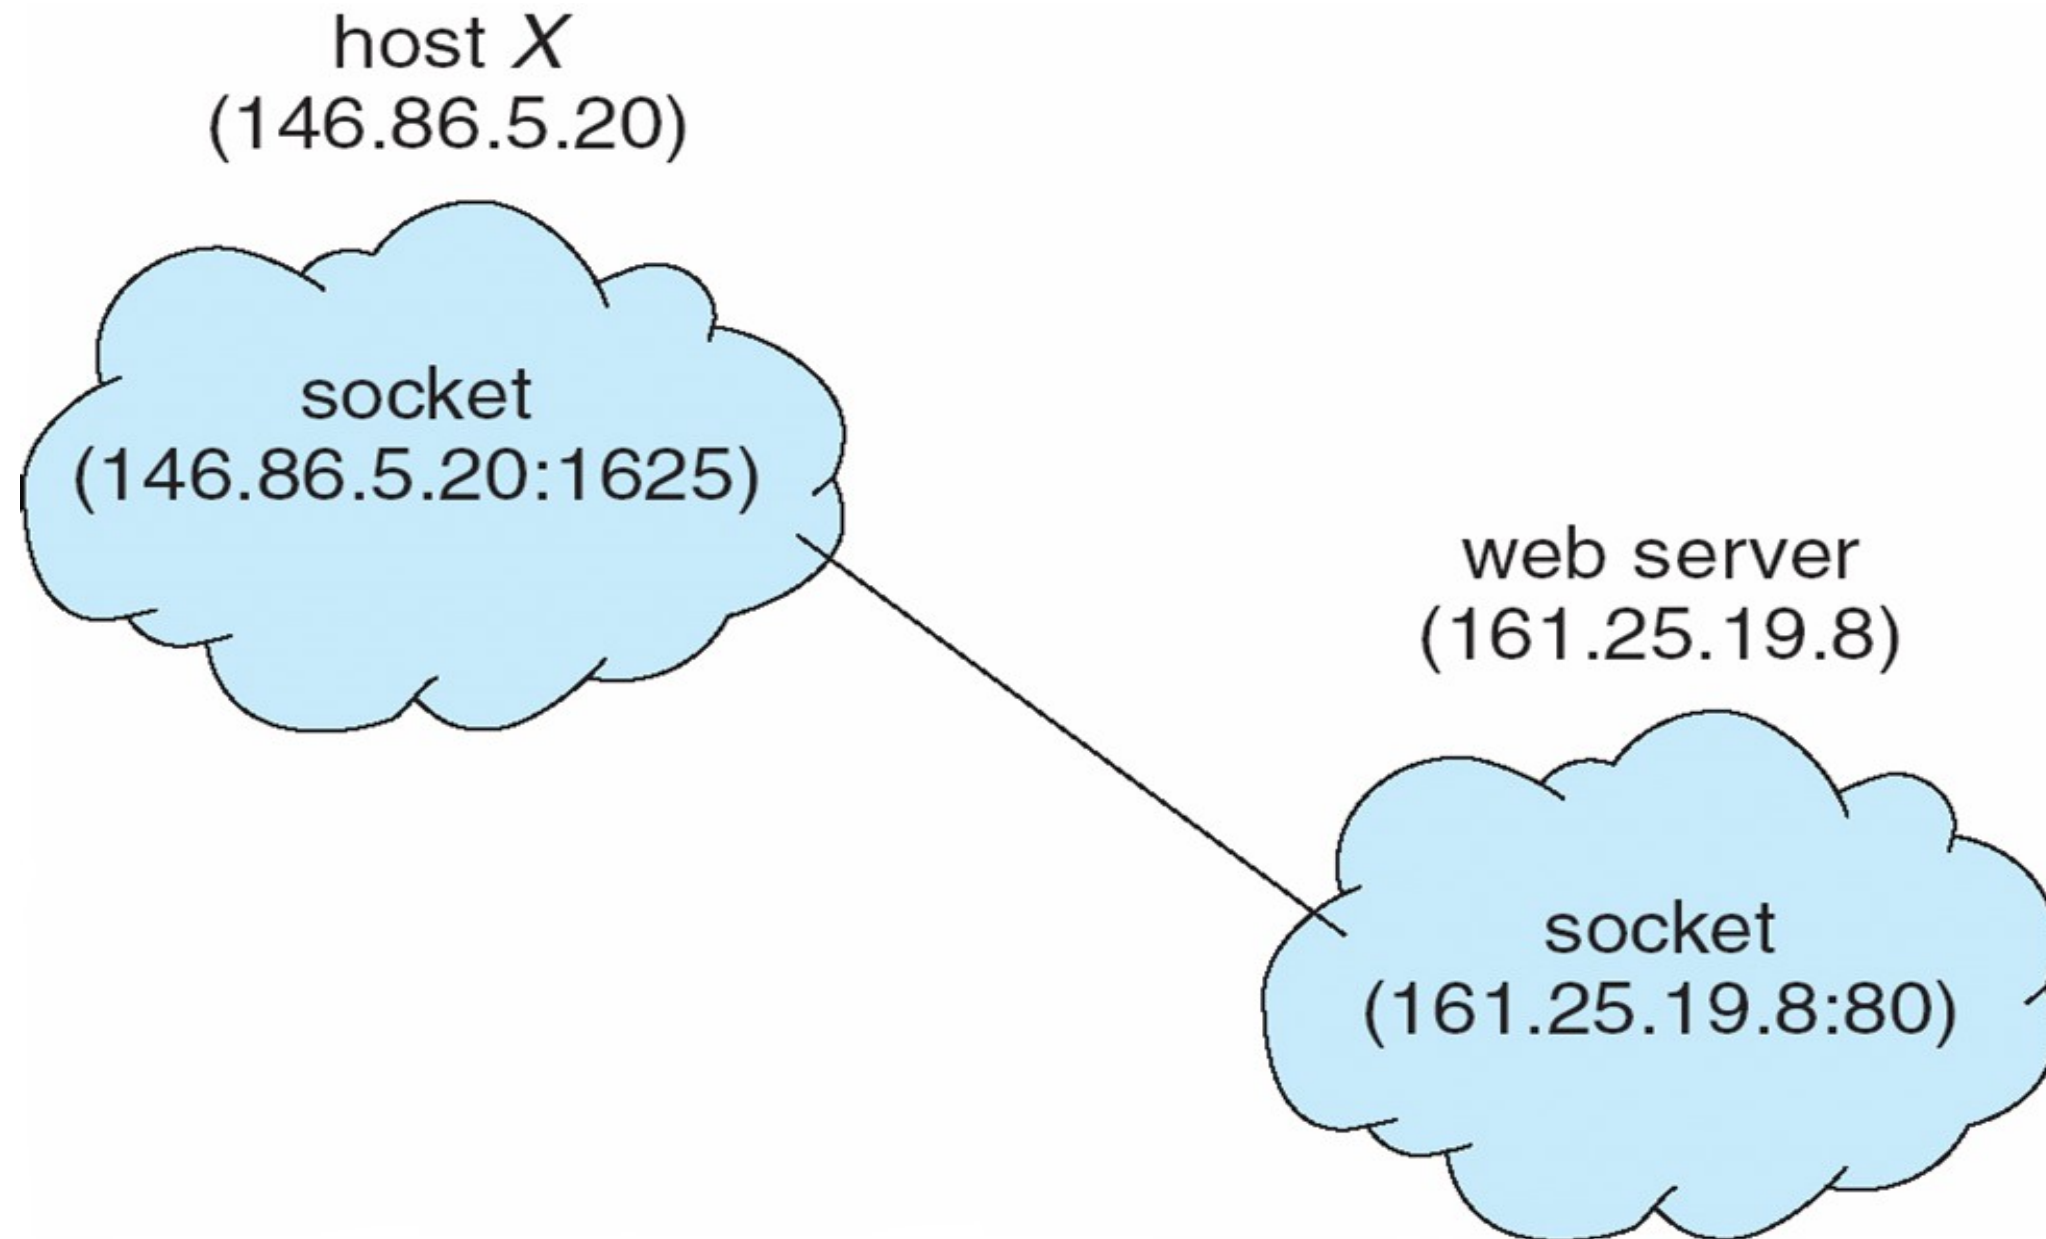 host X
(146.86.5.20)
socket
(146.86.5.20:1625)
web server
(161.25.19.8)
socket
(161.25.19.8:80)